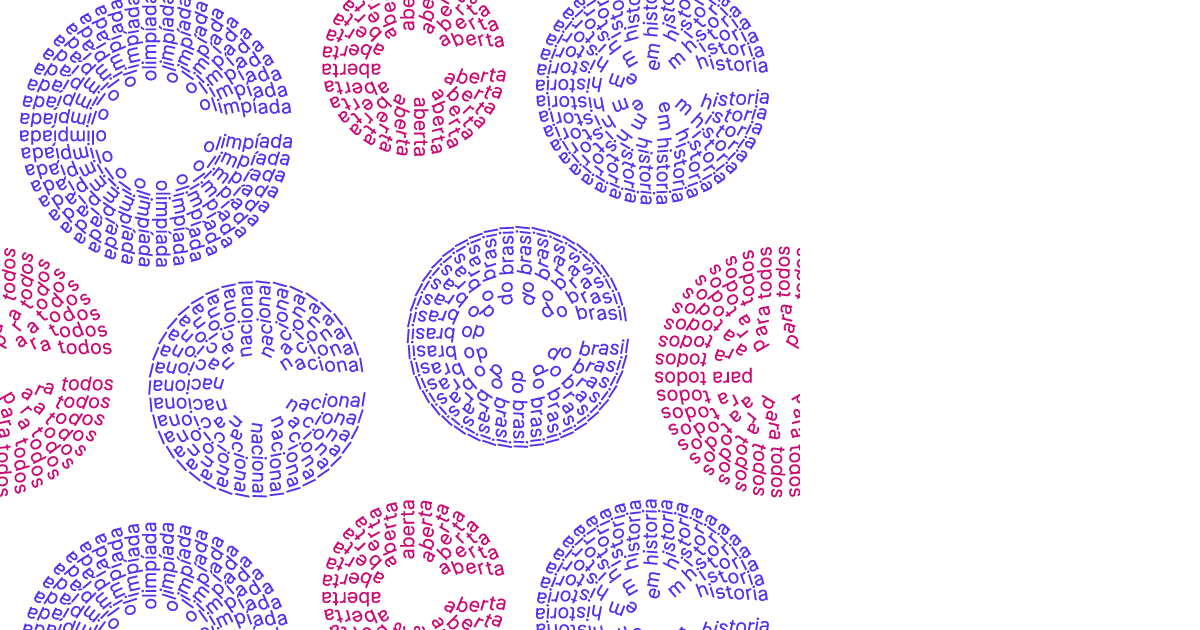 olimpíada
aberta
em historia
para todos
nacional
do brasil
para todos
olimpíada
aberta
em historia